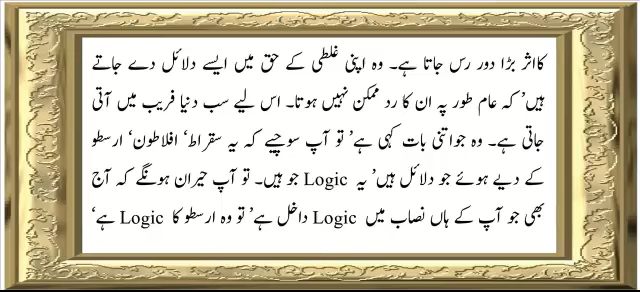 کااثر بڑا دور رس جاتا ہے۔ وہ اپنی غلطی کے حق میں ایسے دلائل دے جاتے
ہیں’ کہ عام طور پہ ان کا رد ممکن نہیں ہوتا۔ اس لیے سب دنیا فریب میں آتی
جاتی ہے۔ وہ جواتنی بات کہی ہے’ تو آپ سوچیے کہ یہ سقراط‘ افلاطون‘ ارسطو
کے دیے ہوئے جو دلائل ہیں’ یہ Logic جو ہیں۔ تو آپ حیران ہونگے کہ آج
بھی جو آپ کے ہاں نصاب میں Logic داخل ہے’ تو وہ ارسطو کا Logic ہے‘